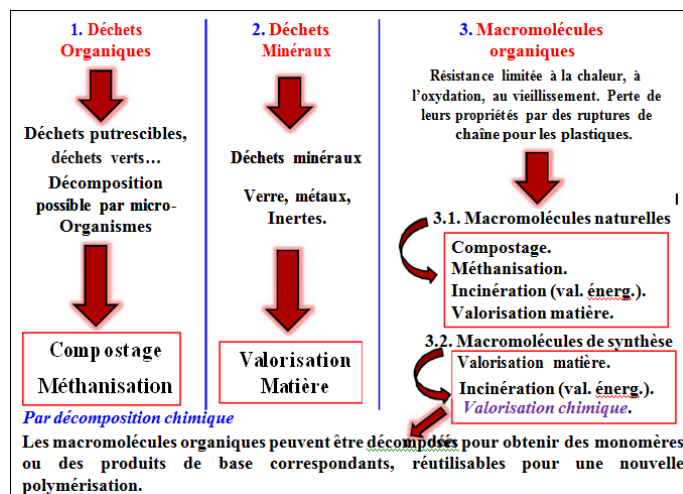 1. Déchets
Organiques
Déchets putrescibles,
déchets verts…
Décomposition
possible par micro-
Organismes
Compostage
Méthanisation
2. Déchets
Minéraux
Déchets minéraux
Verre, métaux,
Inertes.
Valorisation
Matière
3. Macromolécules
organiques
Résistance limitée à la chaleur, à
l’oxydation, au vieillissement. Perte de
leurs propriétés par des ruptures de
chaîne pour les plastiques.
3.1. Macromolécules naturelles
Compostage.
Méthanisation.
Incinération (val. énerg.).
Valorisation matière.
3.2. Macromolécules de synthèse
Valorisation matière.
Incinération (val. énerg.).
Valorisation chimique.
Par décomposition chimique
Les macromolécules organiques peuvent être pour obtenir des monomères
ou des produits de base correspondants, réutilisables pour une nouvelle
polymérisation.